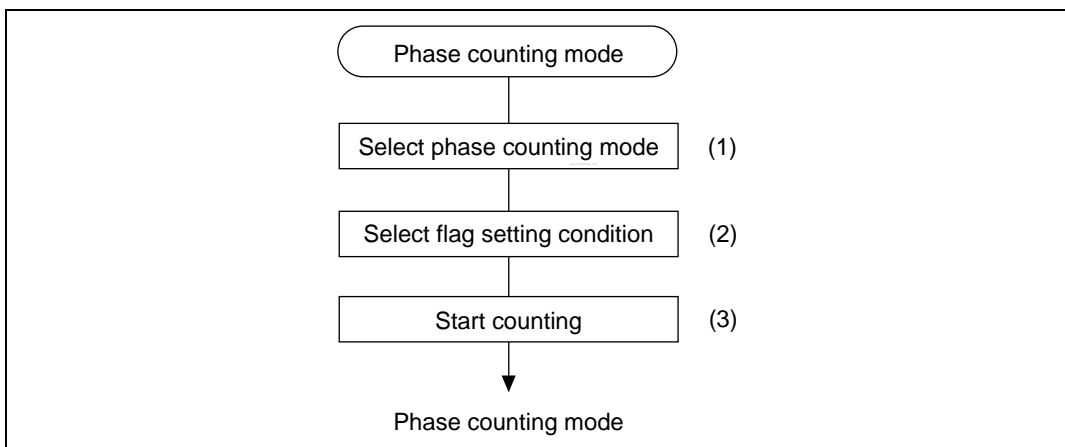 Phase counting mode
Select phase counting mode (1)
Select flag setting condition (2)
Start counting (3)
Phase counting mode